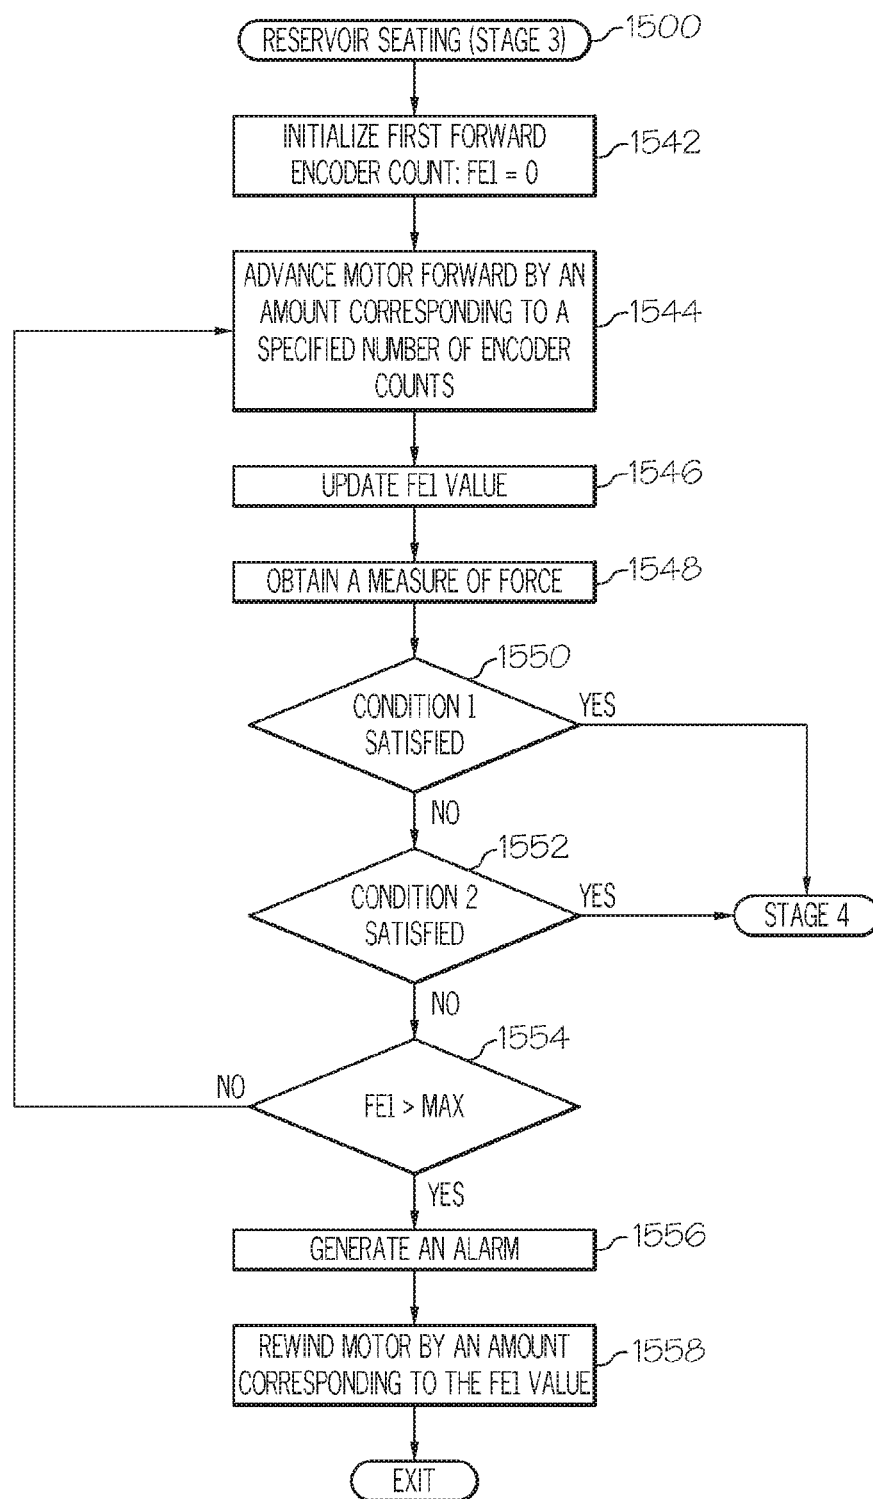 RESERVOIR SEATING (STAGE 3)
1500
INITIALIZE FIRST FORWARD
ENCODER COUNT: FE1 = 0
1542
ADVANCE MOTOR FORWARD BY AN
AMOUNT CORRESPONDING TO A
SPECIFIED NUMBER OF ENCODER
COUNTS
1544
UPDATE FE1 VALUE
1546
OBTAIN A MEASURE OF FORCE
1548
1550
CONDITION 1
SATISFIED
YES
NO
1552
CONDITION 2
SATISFIED
YES
STAGE 4
NO
1554
NO
FE1 > MAX
YES
GENERATE AN ALARM
1556
REWIND MOTOR BY AN AMOUNT
CORRESPONDING TO THE FE1 VALUE
1558
EXIT